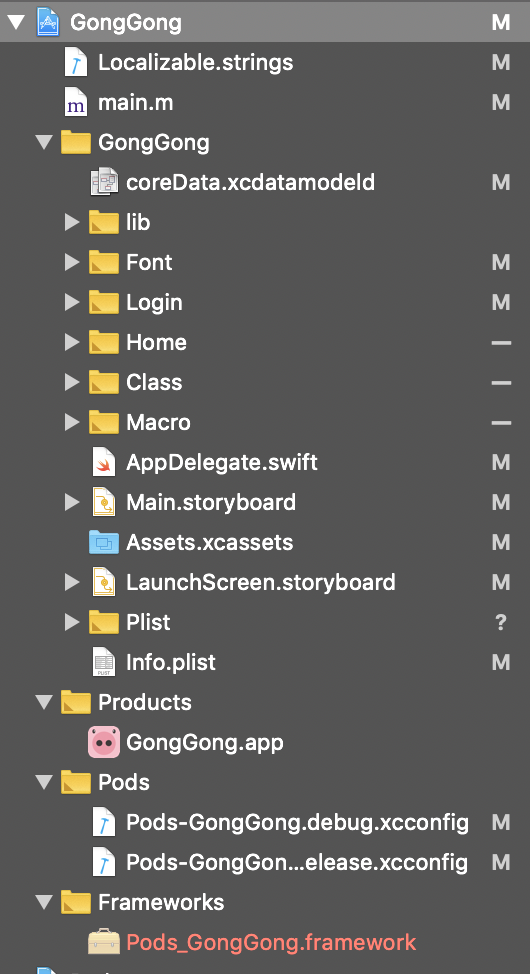 GongGong M
Localizable.strings M
main.m M
GongGong
coreData.xcdatamodeld M
lib
Font M
Login M
Home —
Class —
Macro —
AppDelegate.swift M
Main.storyboard M
Assets.xcassets M
LaunchScreen.storyboard M
Plist ?
Info.plist M
Products
GongGong.app
Pods
Pods-GongGong.debug.xcconfig M
Pods-GongGon...elease.xcconfig M
Frameworks
Pods_GongGong.framework